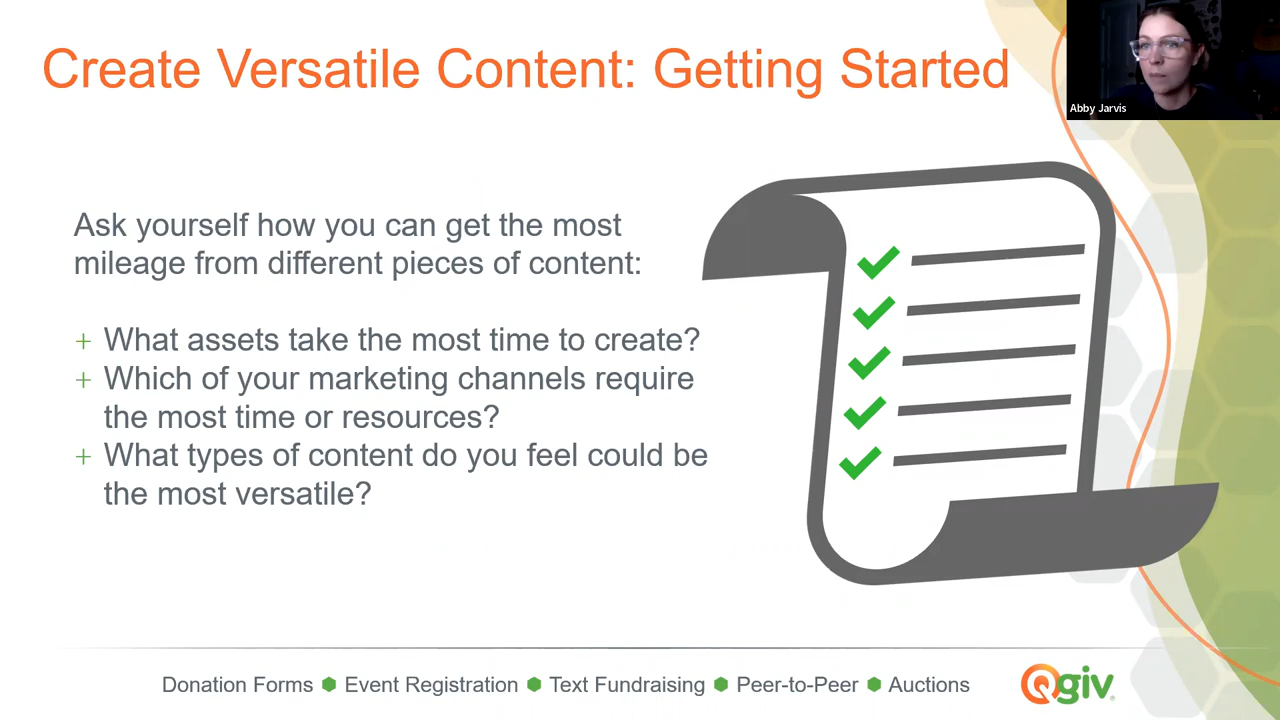 Create Versatile Content: Getting Started
Abby Jarvis
Ask yourself how you can get the most
mileage from different pieces of content:
+ What assets take the most time to create?
+ Which of your marketing channels require
the most time or resources?
+ What types of content do you feel could be
the most versatile?
Donation Forms ⬢ Event Registration ⬢ Text Fundraising ⬢ Peer-to-Peer ⬢ Auctions
Qgiv